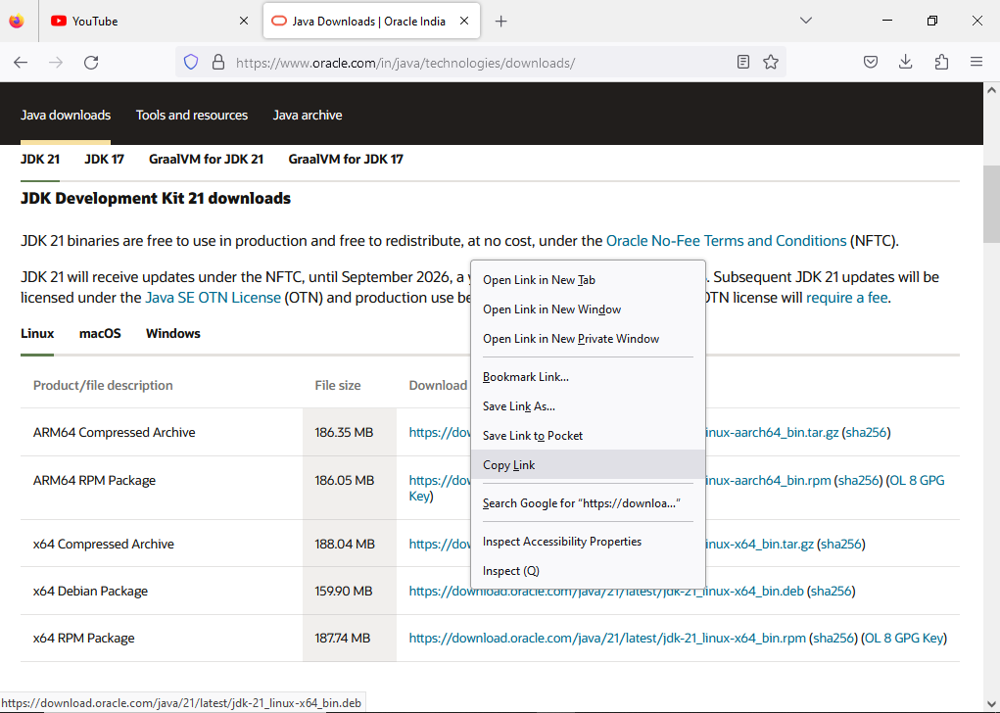 YouTube
Java Downloads | Oracle India
https://www.oracle.com/in/java/technologies/downloads/
Java downloads Tools and resources Java archive
JDK 21 JDK 17 GraalVM for JDK 21 GraalVM for JDK 17
JDK Development Kit 21 downloads
JDK 21 binaries are free to use in production and free to redistribute, at no cost, under the Oracle No-Fee Terms and Conditions (NFTC).
JDK 21 will receive updates under the NFTC, until September 2026, a y . Subsequent JDK 21 updates will be
licensed under the Java SE OTN License (OTN) and production use be OTN license will require a fee.
Linux macOS Windows
Product/file description File size Download
ARM64 Compressed Archive 186.35 MB https://dow linux-aarch64_bin.tar.gz (sha256)
ARM64 RPM Package 186.05 MB https://dow linux-aarch64_bin.rpm (sha256) (OL 8 GPG
Key)
x64 Compressed Archive 188.04 MB https://dow linux-x64_bin.tar.gz (sha256)
x64 Debian Package 159.90 MB https://download.oracle.com/java/21/latest/jdk-21_linux-x64_bin.deb (sha256)
x64 RPM Package 187.74 MB https://download.oracle.com/java/21/latest/jdk-21_linux-x64_bin.rpm (sha256) (OL 8 GPG Key)
Open Link in New Tab
Open Link in New Window
Open Link in New Private Window
Bookmark Link...
Save Link As...
Save Link to Pocket
Copy Link
Search Google for “https://downloa...”
Inspect Accessibility Properties
Inspect (Q)
https://download.oracle.com/java/21/latest/jdk-21_linux-x64_bin.deb